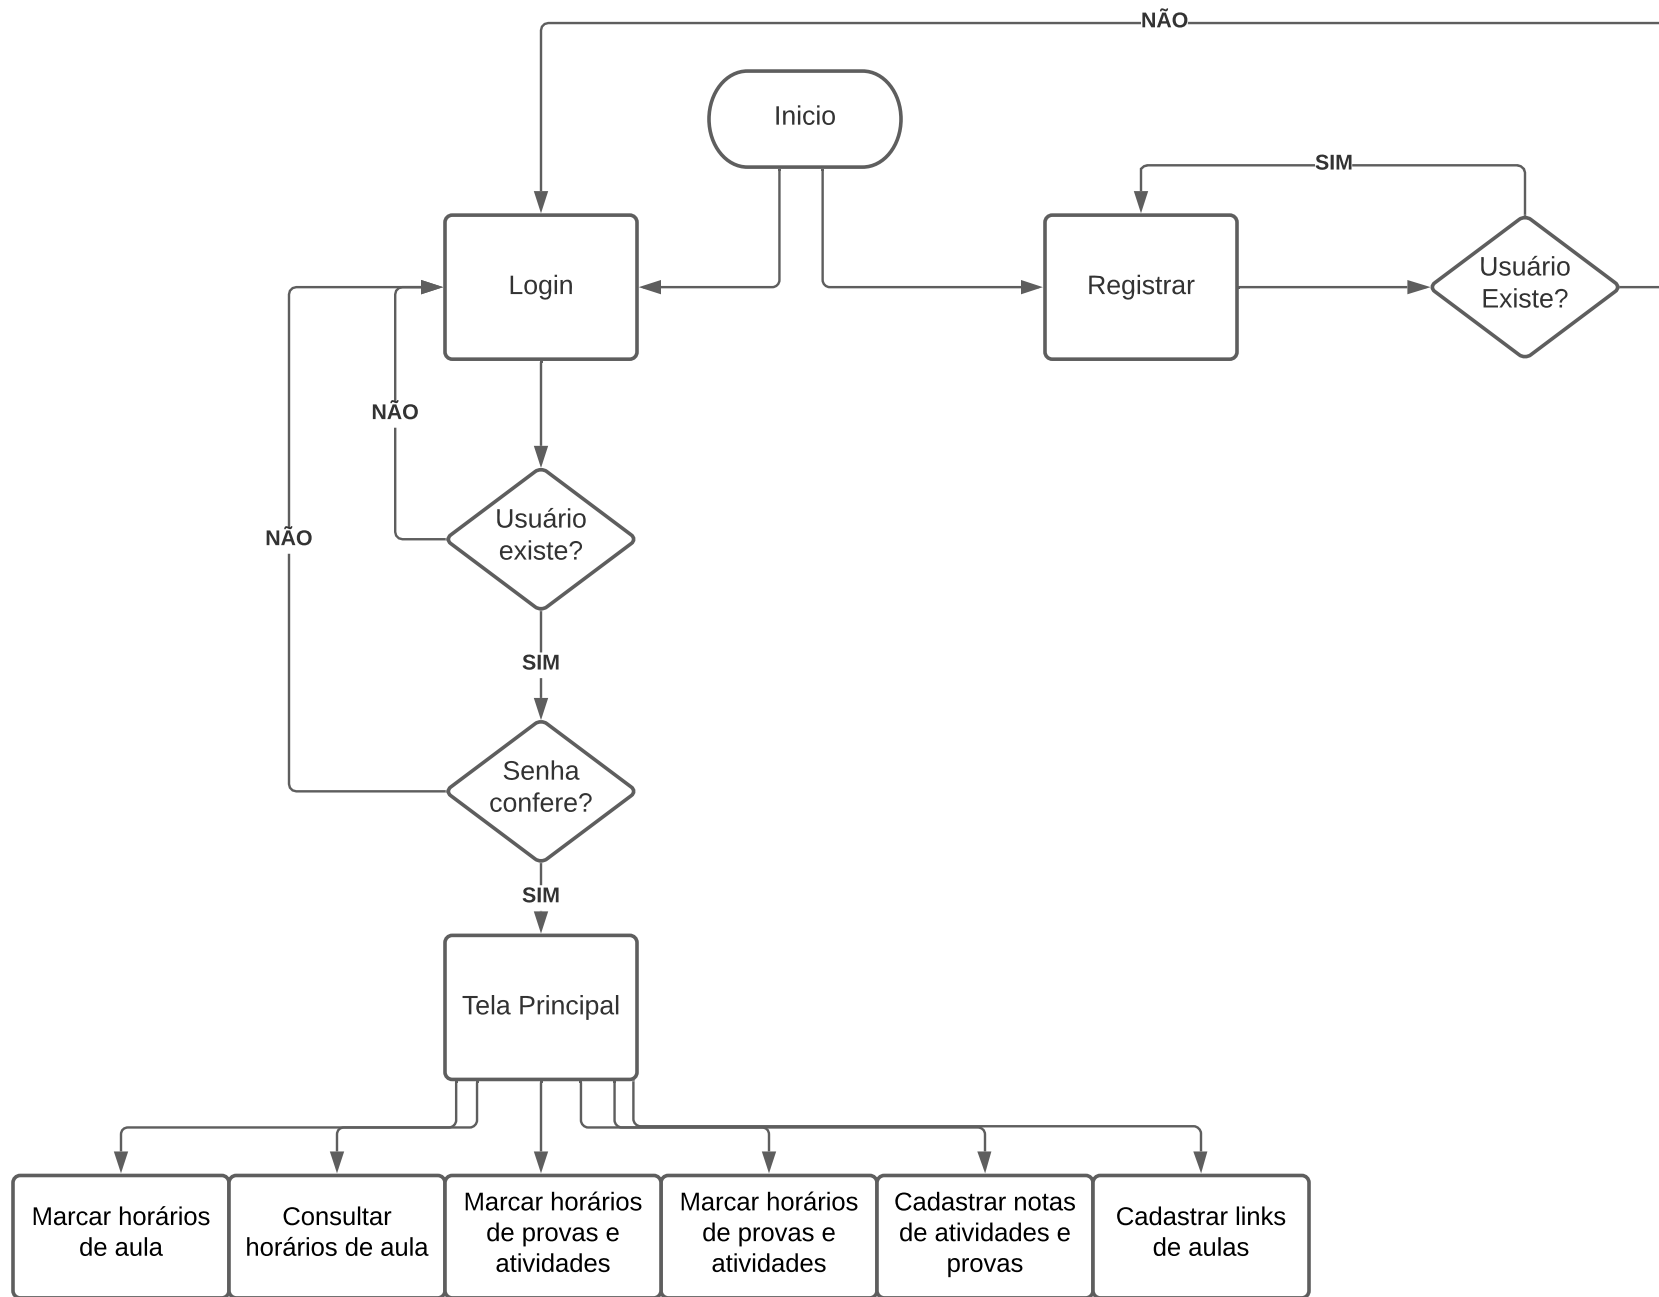 NÃO
Inicio
SIM
Login
Registrar
Usuário
Existe?
NÃO
Usuário
existe?
NÃO
SIM
Senha
confere?
SIM
Tela Principal
Marcar horários
de aula
Consultar
horários de aula
Marcar horários
de provas e
atividades
Marcar horários
de provas e
atividades
Cadastrar notas
de atividades e
provas
Cadastrar links
de aulas